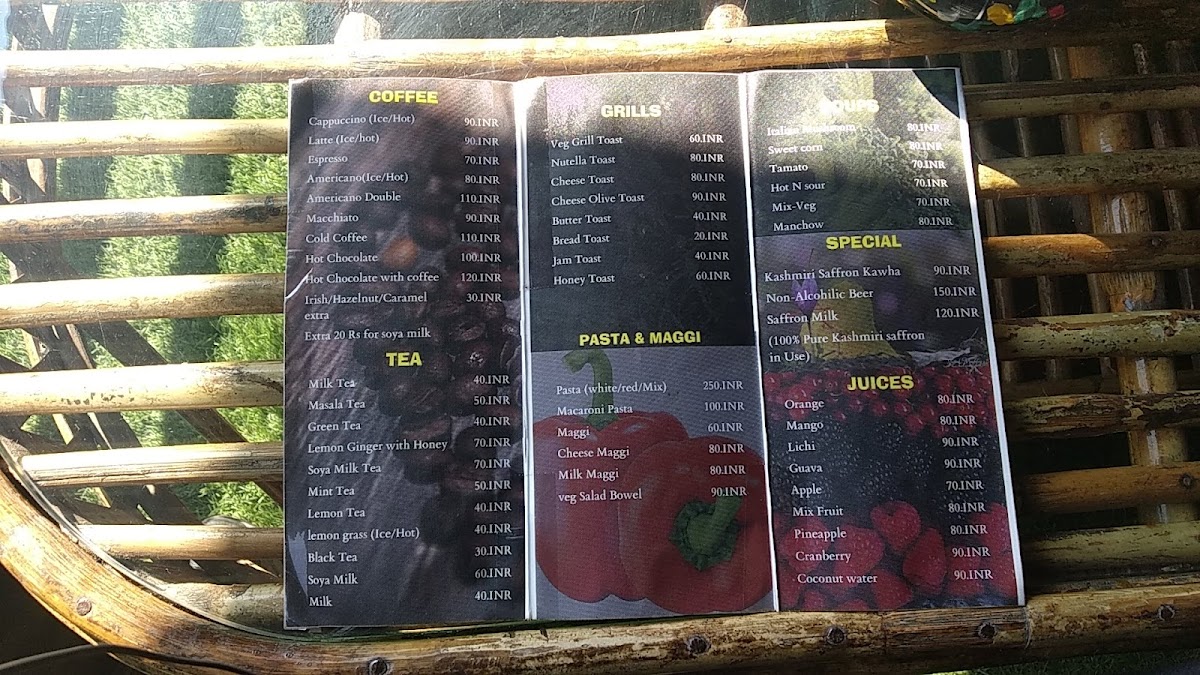 COFFEE
Cappuccino (Ice/Hot) 90.INR
Latte (Ice/hot) 90.INR
Espresso 70.INR
Americano(Ice/Hot) 80.INR
Americano Double 110.INR
Macchiato 90.INR
Cold Coffee 110.INR
Hot Chocolate 100.INR
Hot Chocolate with coffee 120.INR
Irish/Hazelnut/Caramel 30.INR
extra
Extra 20 Rs for soya milk
TEA
Milk Tea 40.INR
Masala Tea 50.INR
Green Tea 40.INR
Lemon Ginger with Honey 70.INR
Soya Milk Tea 70.INR
Mint Tea 50.INR
Lemon Tea 40.INR
lemon grass (Ice/Hot) 40.INR
Black Tea 30.INR
Soya Milk 60.INR
Milk 40.INR
GRILLS
Veg Grill Toast 60.INR
Nutella Toast 80.INR
Cheese Toast 80.INR
Cheese Olive Toast 90.INR
Butter Toast 40.INR
Bread Toast 20.INR
Jam Toast 40.INR
Honey Toast 60.INR
PASTA & MAGGI
Pasta (white/red/Mix) 250.INR
Macaroni Pasta 100.INR
Maggi 60.INR
Cheese Maggi 80.INR
Milk Maggi 80.INR
veg Salad Bowel 90.INR
SOUPS
Italian Mushroom 80.INR
Sweet corn 80.INR
Tamato 70.INR
Hot N sour 70.INR
Mix-Veg 70.INR
Manchow 80.INR
SPECIAL
Kashmiri Saffron Kawha 90.INR
Non-Alcohilic Beer 150.INR
Saffron Milk 120.INR
(100% Pure Kashmiri saffron
in Use)
JUICES
Orange 80.INR
Mango 80.INR
Lichi 90.INR
Guava 90.INR
Apple 70.INR
Mix Fruit 80.INR
Pineapple 80.INR
Cranberry 90.INR
Coconut water 90.INR